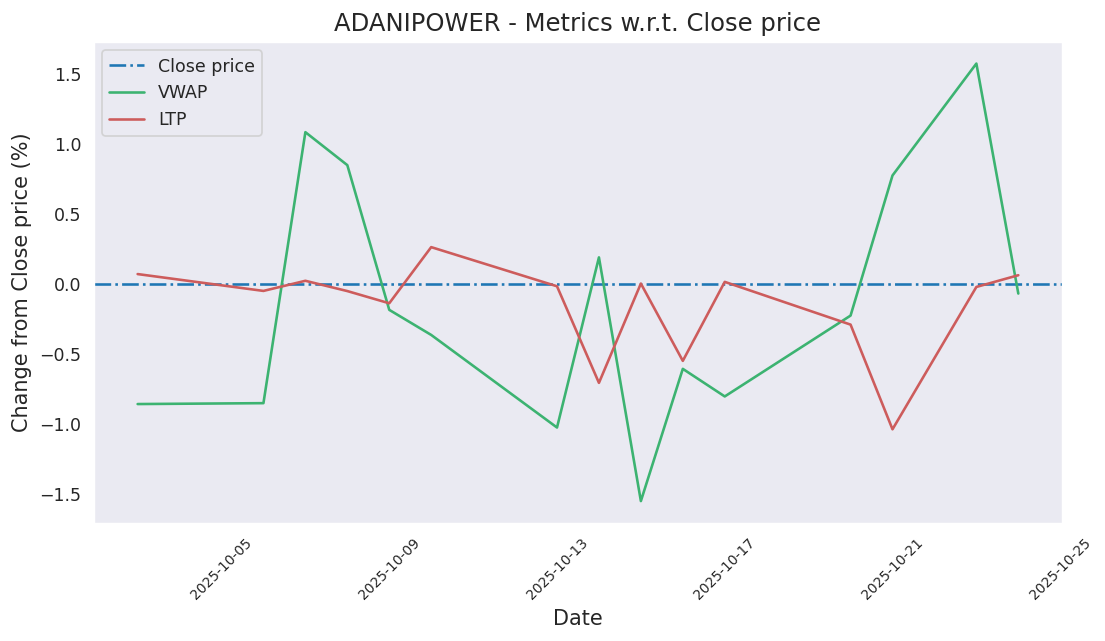 ADANIPOWER - Metrics w.r.t. Close price
Close price
VWAP
LTP
Change from Close price (%)
1.5
1.0
0.5
0.0
−0.5
−1.0
−1.5
2025-10-05
2025-10-09
2025-10-13
2025-10-17
2025-10-21
2025-10-25
Date